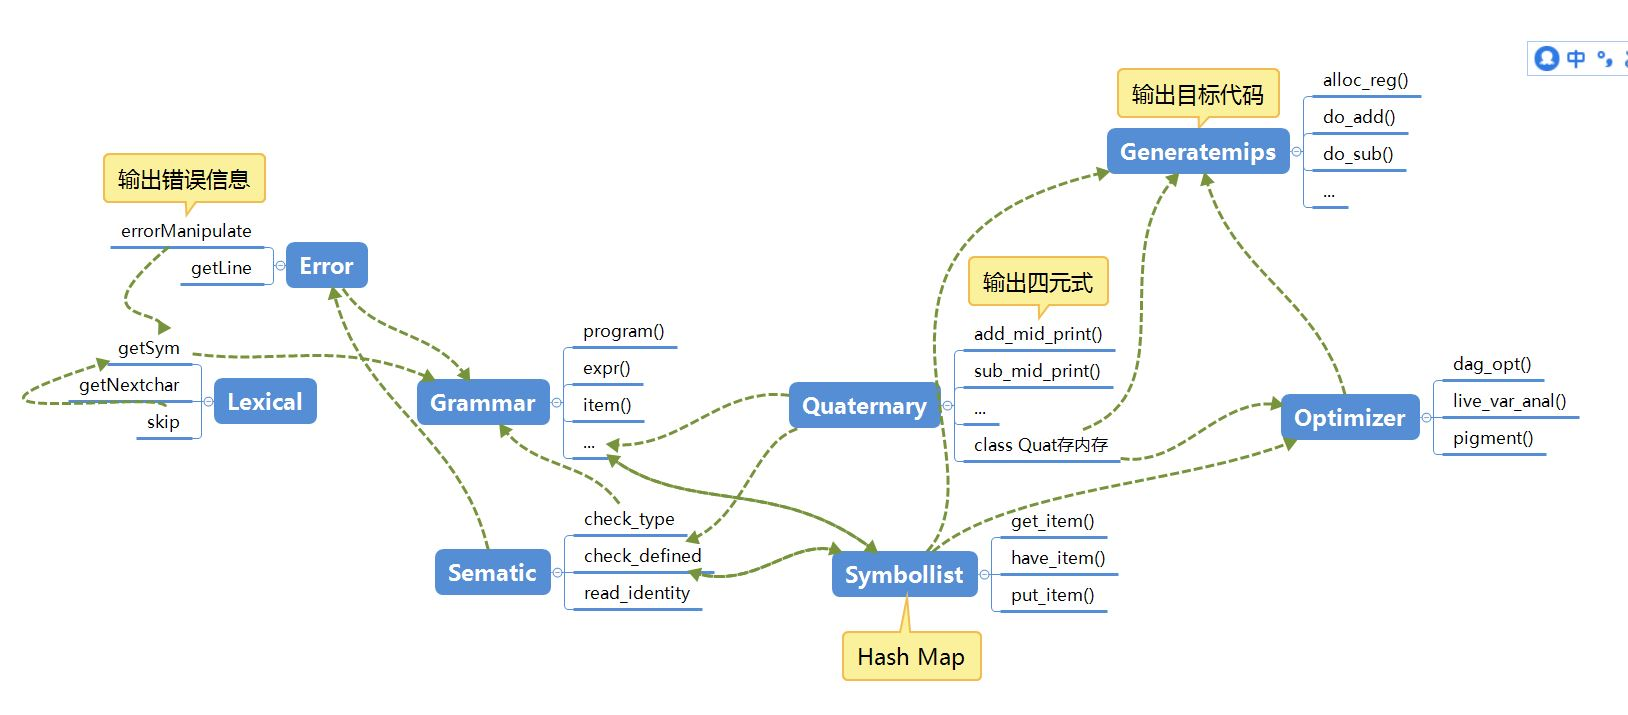 中 °,
输出目标代码
Generatemips
alloc_reg()
do_add()
do_sub()
...
输出错误信息
errorManipulate
getLine
Error
getSym
getNextchar
skip
Lexical
Grammar
program()
expr()
item()
...
输出四元式
Quaternary
add_mid_print()
sub_mid_print()
...
class Quat存内存
Optimizer
dag_opt()
live_var_anal()
pigment()
Sematic
check_type
check_defined
read_identity
Symbollist
get_item()
have_item()
put_item()
Hash Map